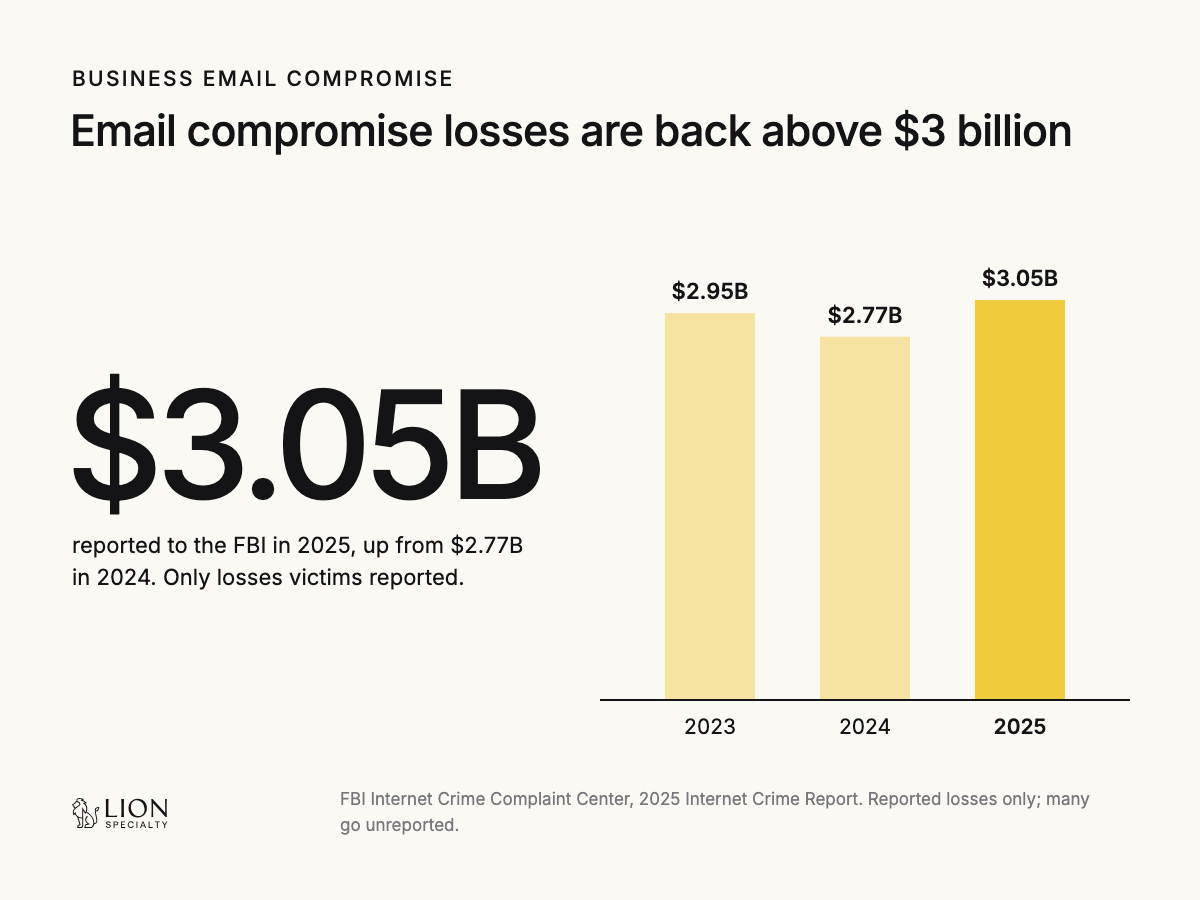 BUSINESS EMAIL COMPROMISE
Email compromise losses are back above $3 billion
$3.05B
reported to the FBI in 2025, up from $2.77B
in 2024. Only losses victims reported.
$2.95B
$2.77B
$3.05B
2023
2024
2025
LION
SPECIALTY
FBI Internet Crime Complaint Center, 2025 Internet Crime Report. Reported losses only; many
go unreported.